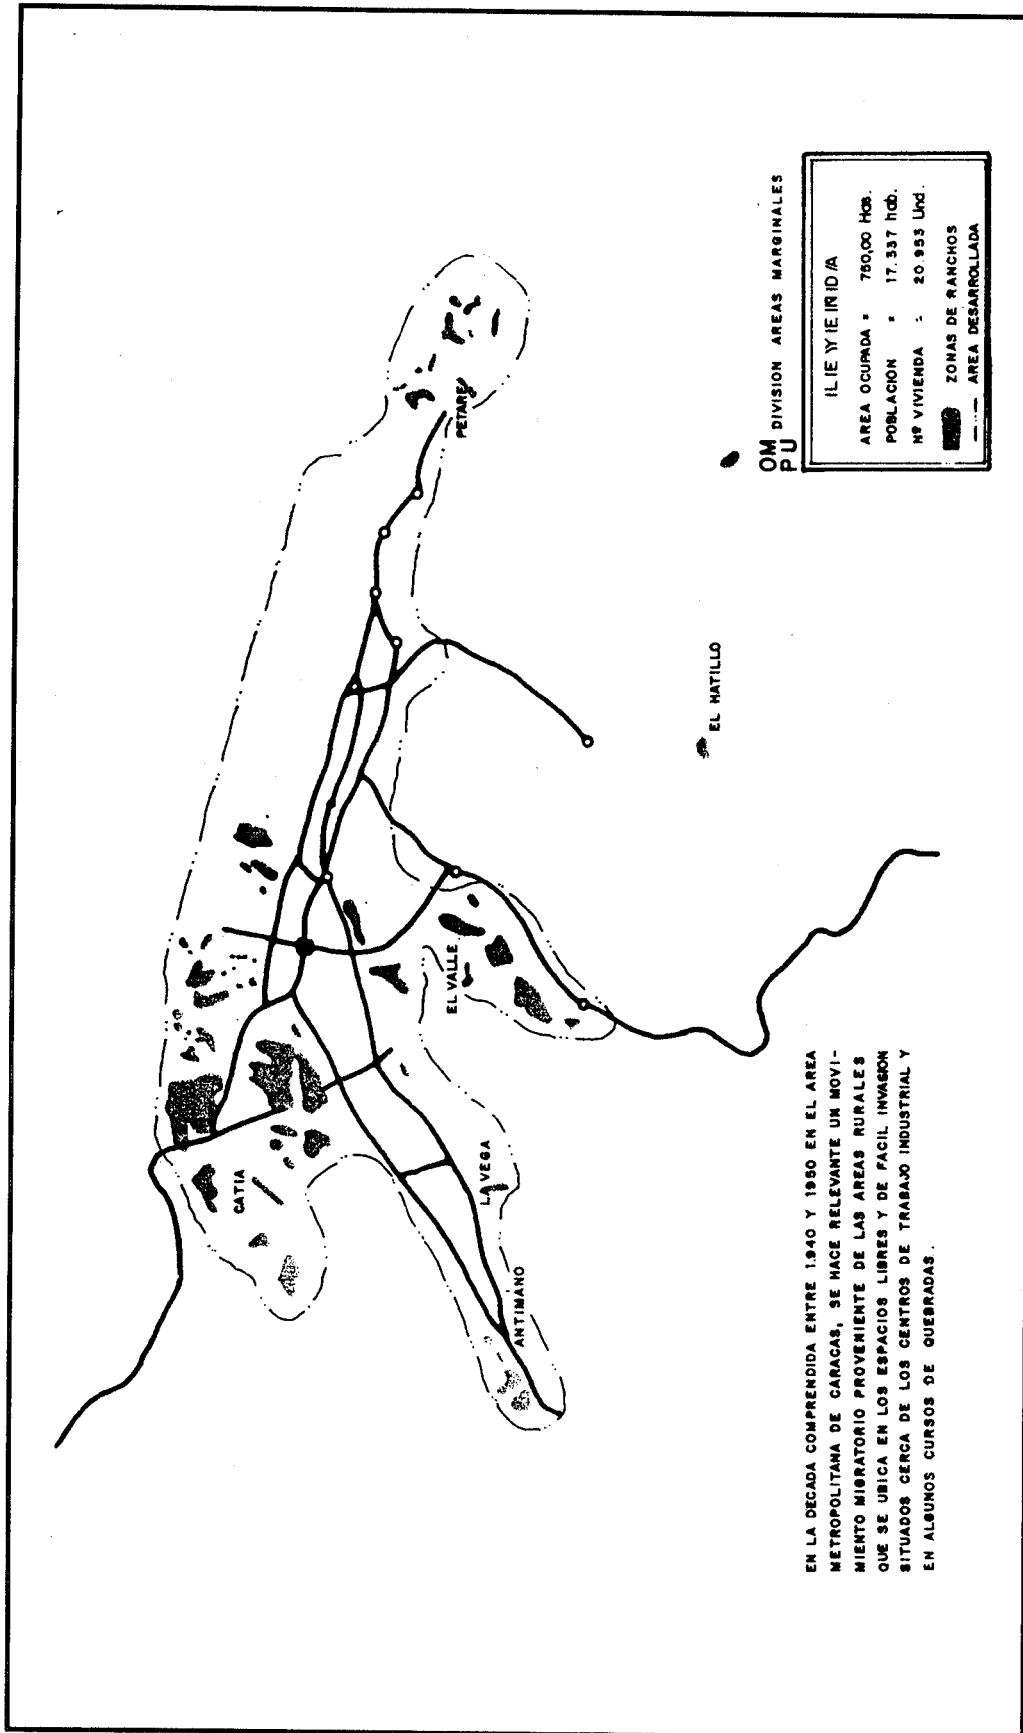 CATIA
ANTIMANO
LA VEGA
EL VALLE
PETARE
EL HATILLO
OM
PU
DIVISION AREAS MARGINALES
LEYENDA
AREA OCUPADA = 750,00 Has.
POBLACION = 17.337 hab.
Nº VIVIENDA = 20.953 Und.
ZONAS DE RANCHOS
AREA DESARROLLADA
EN LA DECADA COMPRENDIDA ENTRE 1.940 Y 1950 EN EL AREA
METROPOLITANA DE CARACAS, SE HACE RELEVANTE UN MOVI-
MIENTO MIGRATORIO PROVENIENTE DE LAS AREAS RURALES
QUE SE UBICA EN LOS ESPACIOS LIBRES Y DE FACIL INVASION
SITUADOS CERCA DE LOS CENTROS DE TRABAJO INDUSTRIAL Y
EN ALGUNOS CURSOS DE QUEBRADAS.